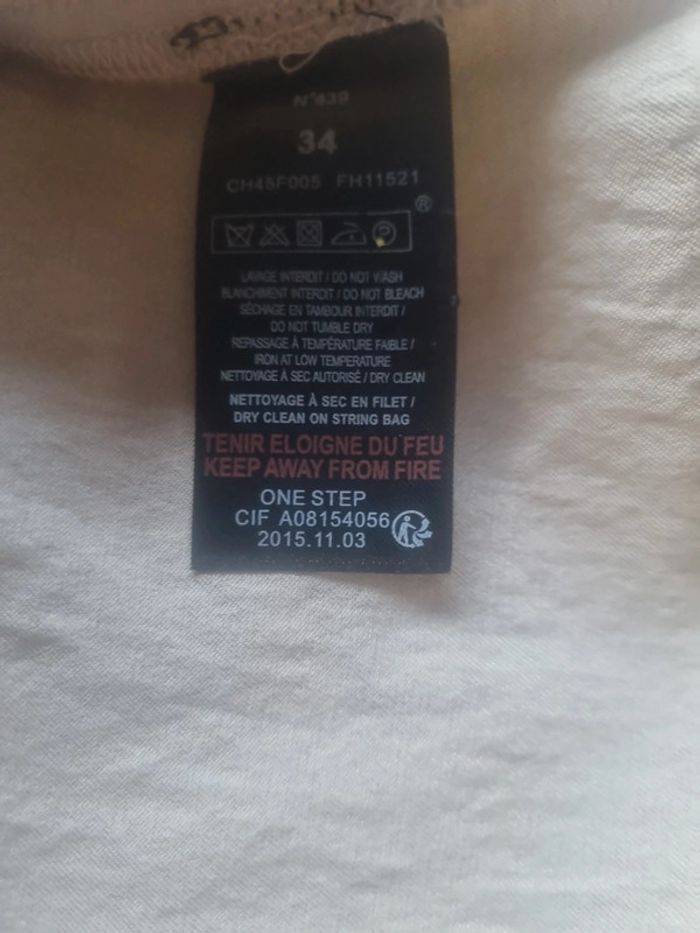 N°439
34
CH45F005 FH11521
®
P
LAVAGE INTERDIT / DO NOT WASH
BLANCHIMENT INTERDIT / DO NOT BLEACH
SÉCHAGE EN TAMBOUR INTERDIT /
DO NOT TUMBLE DRY
REPASSAGE À TEMPÉRATURE FAIBLE /
IRON AT LOW TEMPERATURE
NETTOYAGE À SEC AUTORISÉ / DRY CLEAN
NETTOYAGE À SEC EN FILET /
DRY CLEAN ON STRING BAG
TENIR ELOIGNE DU FEU
KEEP AWAY FROM FIRE
ONE STEP
CIF A08154056
2015.11.03